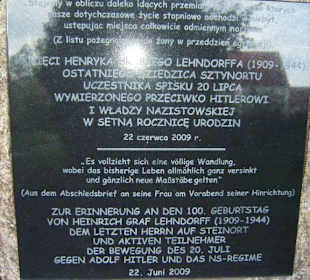 stoimy w obliczu daleko idących przemian
nasze dotychczasowe życie stopniowo odchodzi
ustępując miejsca całkowicie odmiennym
(Z listu pożegnalnego do żony w przeddzień
HENRYKA LEHNDORFFA (1909-1944)
OSTATNIEGO DZIEDZICA SZTYNORTU
UCZESTNIKA SPISKU 20 LIPCA
WYMIERZONEGO PRZECIWKO HITLEROWI
I WŁADZY NAZISTOWSKIEJ
W SETNĄ ROCZNICĘ URODZIN
22 czerwca 2009 r.
„Es vollzieht sich eine völlige Wandlung,
wobei das bisherige Leben allmählich ganz versinkt
und gänzlich neue Maßstäbe gelten"
(Aus dem Abschiedsbrief an seine Frau am Vorabend seiner Hinrichtung)
ZUR ERINNERUNG AN DEN 100. GEBURTSTAG
VON HEINRICH GRAF LEHNDORFF (1909-1944)
DEM LETZTEN HERRN AUF STEINORT
UND AKTIVEN TEILNEHMER
DER BEWEGUNG DES 20. JULI
GEGEN ADOLF HITLER UND DAS NS-REGIME
22. Juni 2009